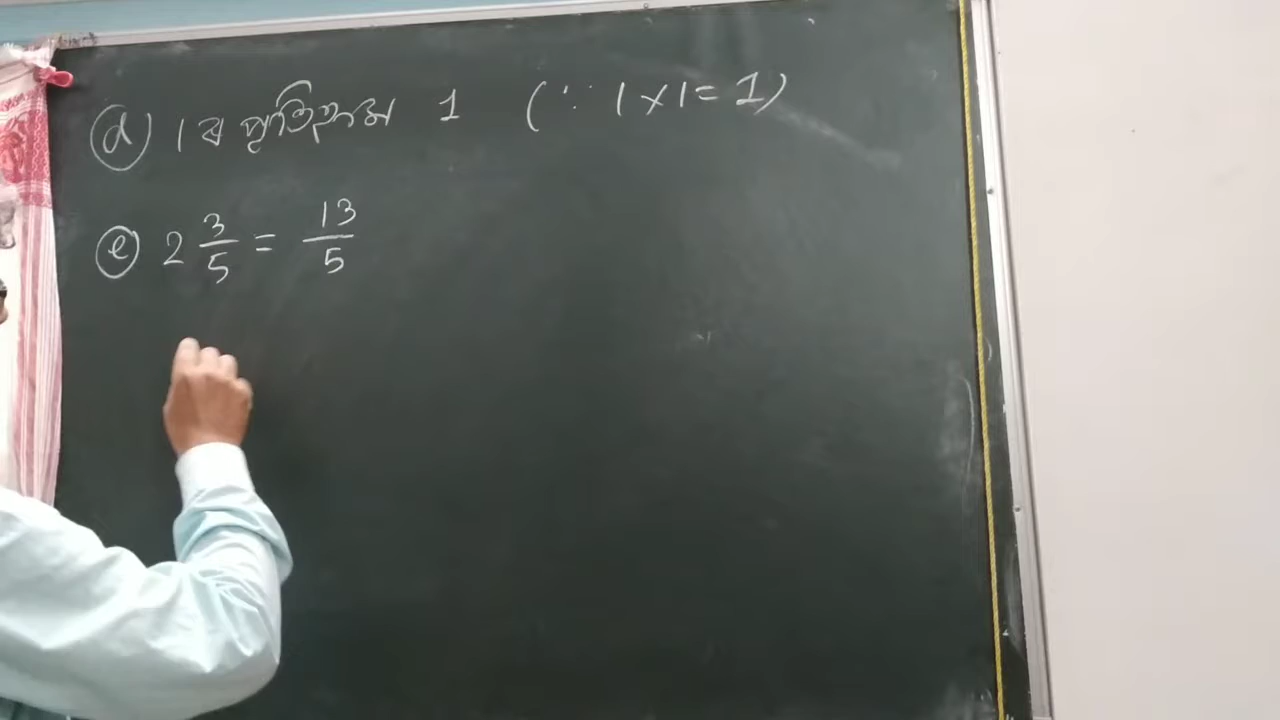 (d) 1ৰ প্ৰতিক্ৰম 1 (∵ 1 × 1 = 1)
(e) 2 3/5 = 13/5